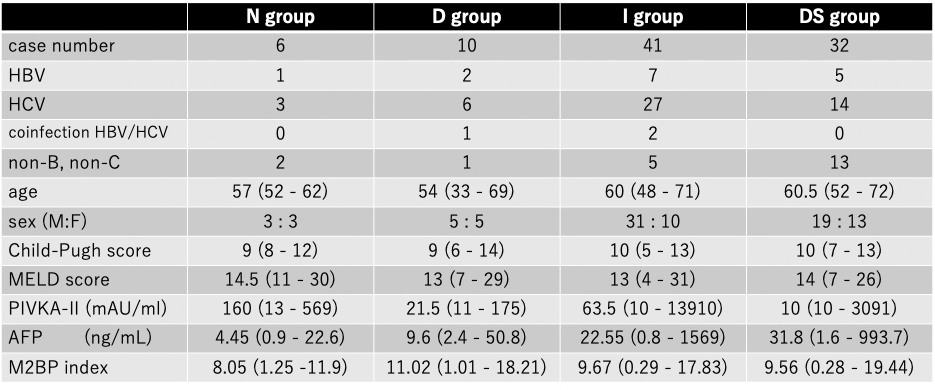 N group D group I group DS group
case number 6 10 41 32
HBV 1 2 7 5
HCV 3 6 27 14
coinfection HBV/HCV 0 1 2 0
non-B, non-C 2 1 5 13
age 57 (52 - 62) 54 (33 - 69) 60 (48 - 71) 60.5 (52 - 72)
sex (M:F) 3 : 3 5 : 5 31 : 10 19 : 13
Child-Pugh score 9 (8 - 12) 9 (6 - 14) 10 (5 - 13) 10 (7 - 13)
MELD score 14.5 (11 - 30) 13 (7 - 29) 13 (4 - 31) 14 (7 - 26)
PIVKA-II (mAU/ml) 160 (13 - 569) 21.5 (11 - 175) 63.5 (10 - 13910) 10 (10 - 3091)
AFP (ng/mL) 4.45 (0.9 - 22.6) 9.6 (2.4 - 50.8) 22.55 (0.8 - 1569) 31.8 (1.6 - 993.7)
M2BP index 8.05 (1.25 -11.9) 11.02 (1.01 - 18.21) 9.67 (0.29 - 17.83) 9.56 (0.28 - 19.44)